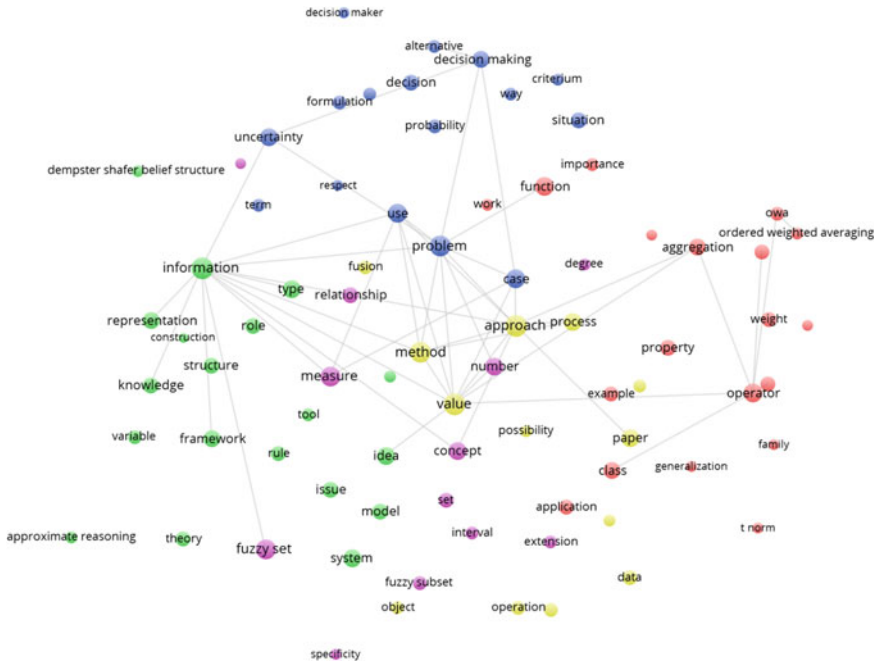 decision maker
alternative
decision making
decision
criterium
way
formulation
situation
probability
uncertainty
importance
dempster shafer belief structure
respect
function
term
work
use
owa
ordered weighted averaging
problem
aggregation
information
fusion
degree
case
type
relationship
representation
role
approach
process
weight
construction
method
property
structure
number
knowledge
measure
example
operator
value
tool
possibility
variable
framework
paper
family
rule
idea
concept
class
generalization
issue
set
application
model
t norm
interval
extension
approximate reasoning
theory
fuzzy set
system
fuzzy subset
data
object
operation
specificity